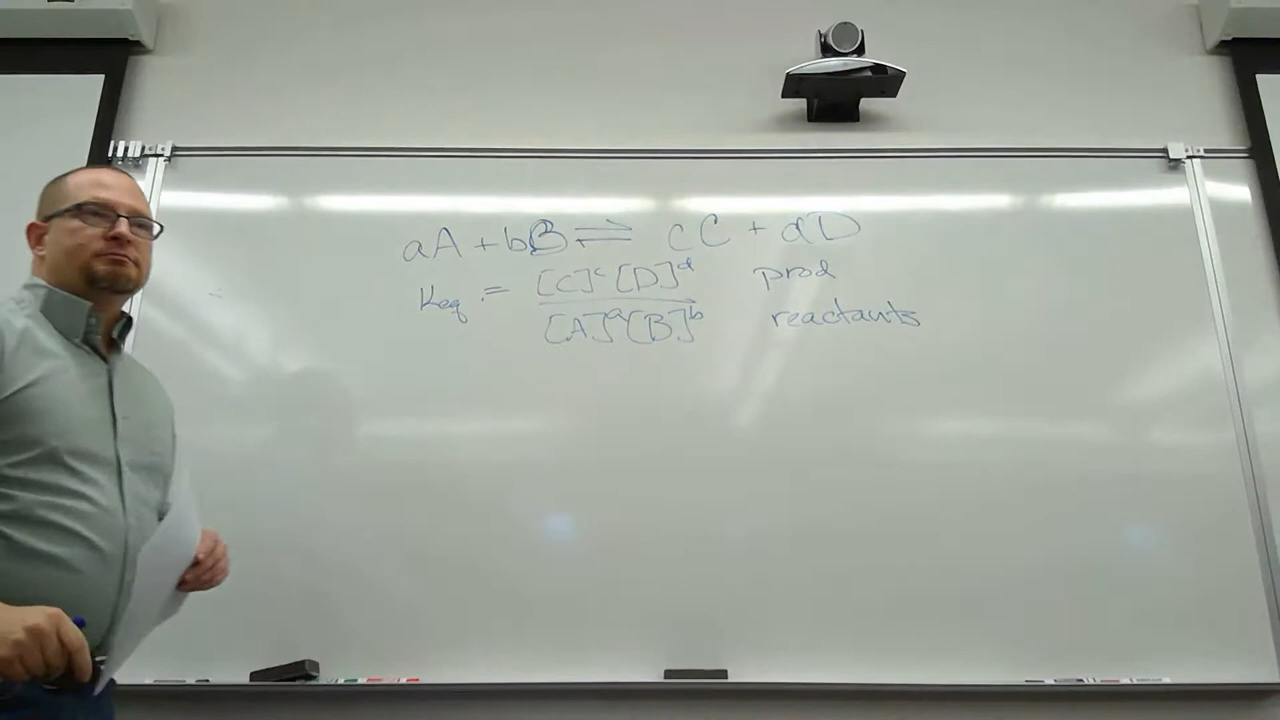 aA + bB ⇌ cC + dD
Keq = [C]ᶜ[D]ᵈ prod
[A]ᵃ[B]ᵇ reactants